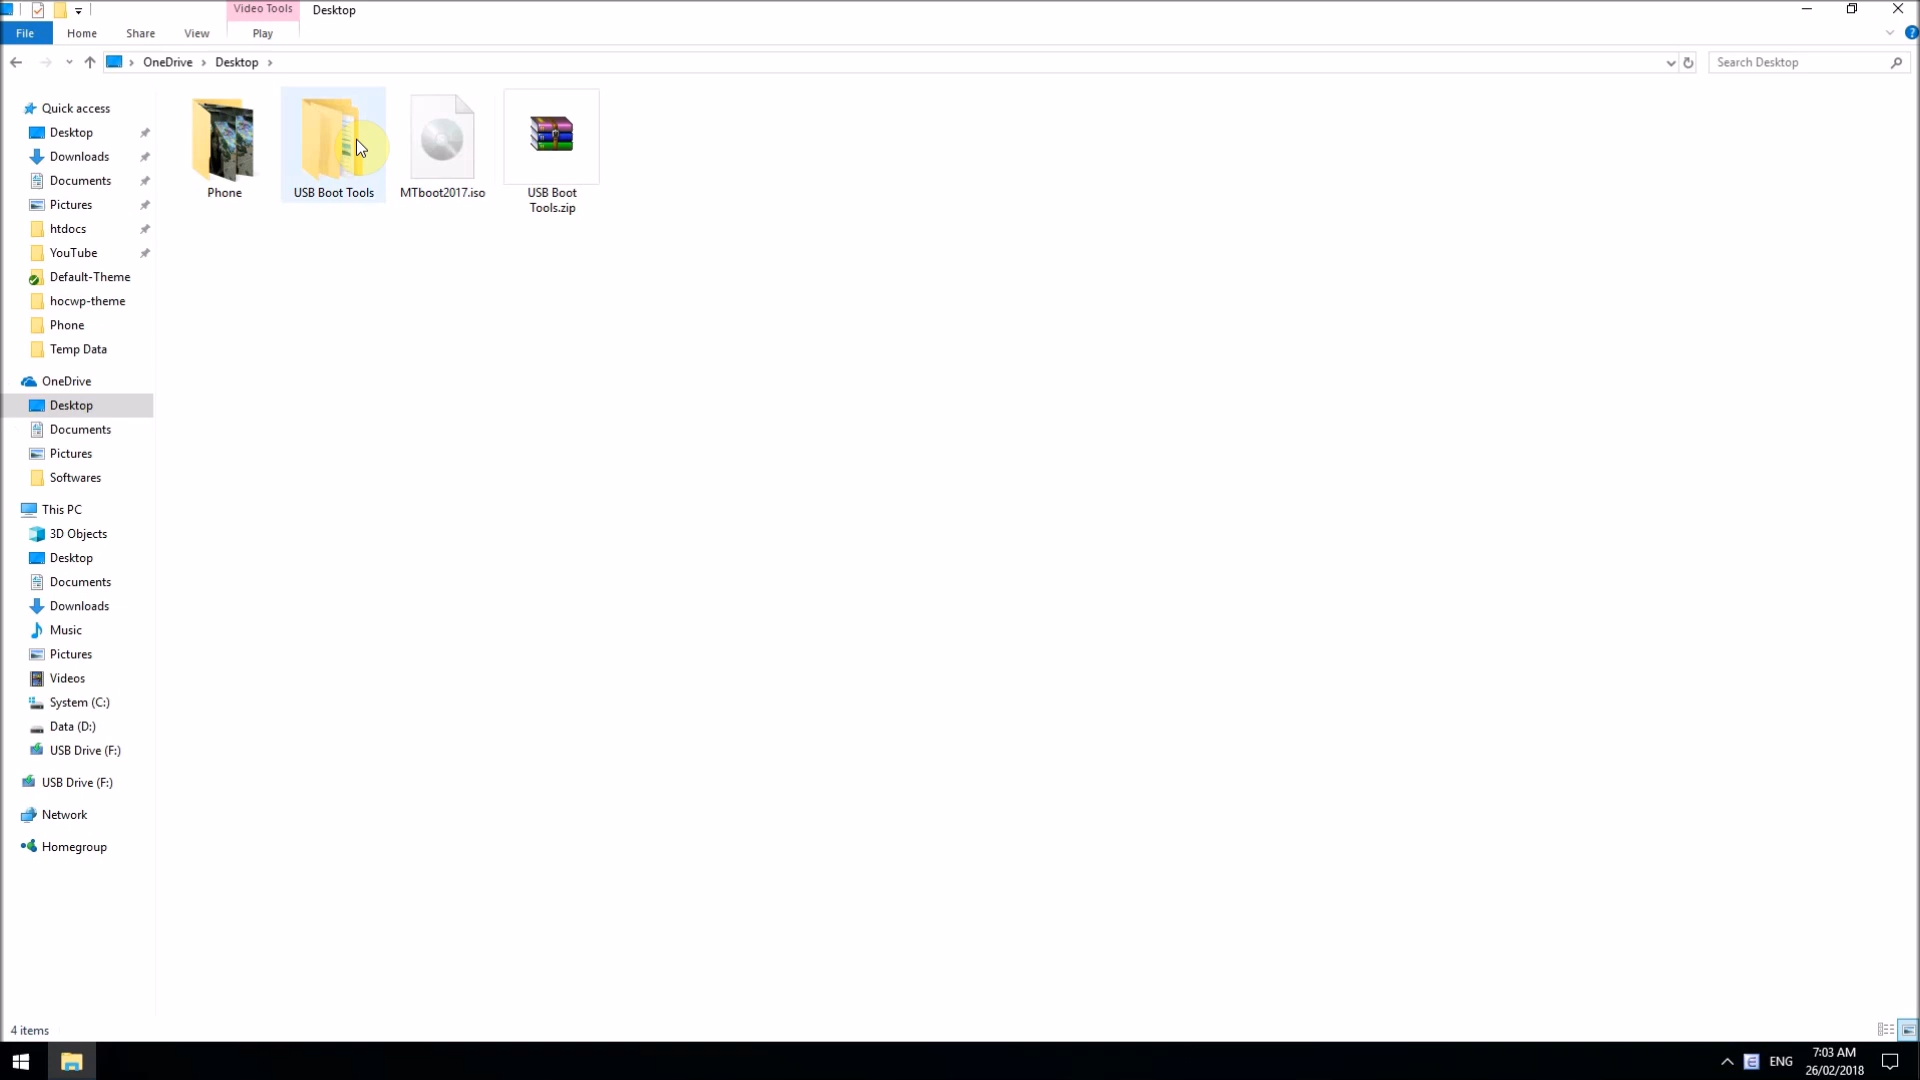 Video Tools
Desktop
File
Home
Share
View
Play
OneDrive
Desktop
Search Desktop
Quick access
Desktop
Downloads
Documents
Pictures
htdocs
YouTube
Default-Theme
hocwp-theme
Phone
Temp Data
OneDrive
Desktop
Documents
Pictures
Softwares
This PC
3D Objects
Desktop
Documents
Downloads
Music
Pictures
Videos
System (C:)
Data (D:)
USB Drive (F:)
USB Drive (F:)
Network
Homegroup
Phone
USB Boot Tools
MTboot2017.iso
USB Boot
Tools.zip
4 items
ENG
7:03 AM
26/02/2018